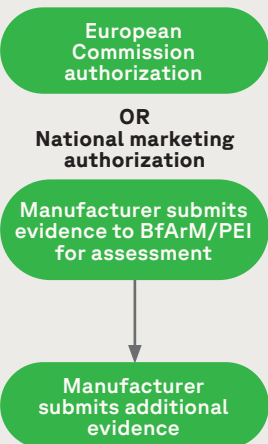 European
Commission
authorization
OR
National marketing
authorization
Manufacturer submits
evidence to BfArM/PEI
for assessment
Manufacturer
submits additional
evidence